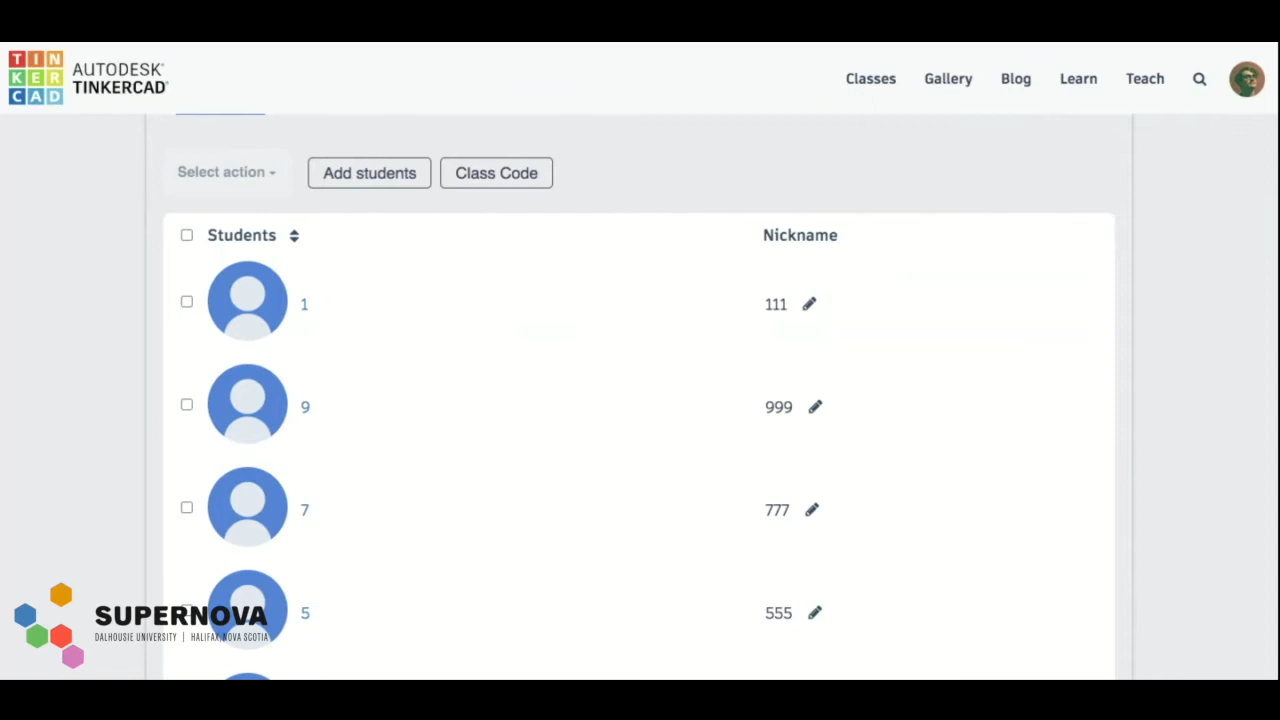 TIN
KER
CAD
AUTODESK®
TINKERCAD®
Classes Gallery Blog Learn Teach
Select action
Add students Class Code
Students Nickname
1 111
9 999
7 777
5 555
SUPERNOVA
DALHOUSIE UNIVERSITY | HALIFAX, NOVA SCOTIA